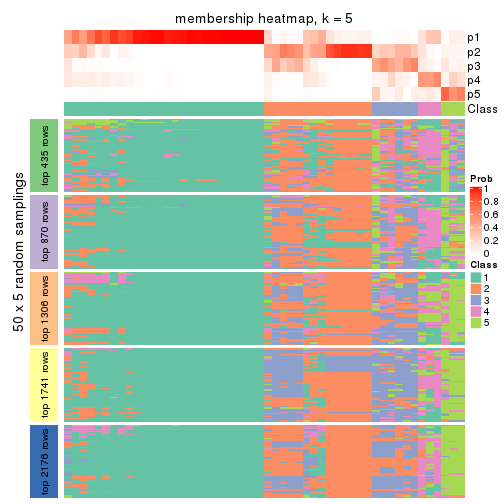 membership heatmap, k = 5
p1
p2
p3
p4
p5
Class
50 x 5 random samplings
top 435 rows
top 870 rows
top 1306 rows
top 1741 rows
top 2176 rows
Prob
1
0.8
0.6
0.4
0.2
0
Class
1
2
3
4
5